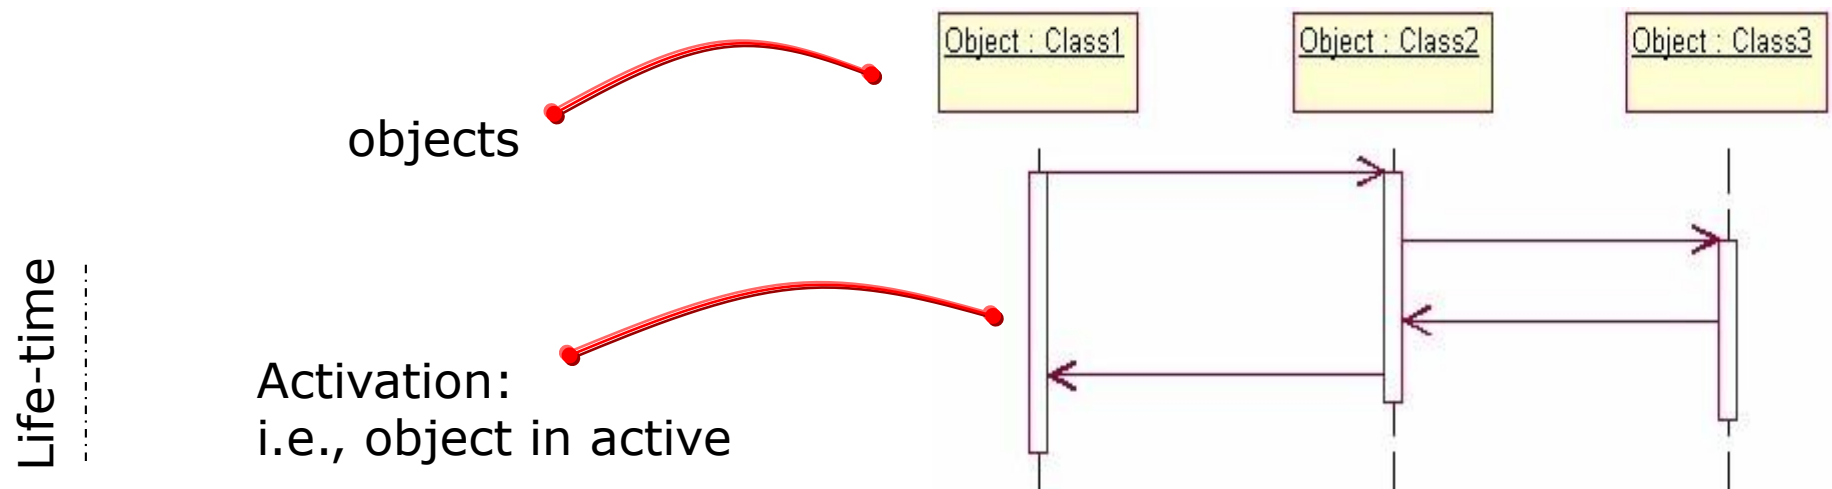 Object : Class1
Object : Class2
Object : Class3
objects
Life-time
Activation:
i.e., object in active